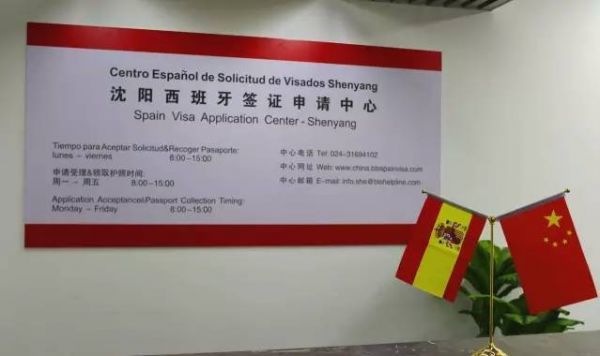 Centro Español de Solicitud de Visados Shenyang
沈阳西班牙签证申请中心
Spain Visa Application Center - Shenyang
Tiempo para Aceptar Solicitud&Recoger Pasaporte:
lunes – viernes 8:00–15:00
申请受理&领取护照时间:
周一 – 周五 8:00–15:00
Application Acceptance/Passport Collection Timing:
Monday – Friday 8:00–15:00
中心电话 Tel: 024-31694102
中心网址 Web: www.china.blsspainvisa.com
中心邮箱 E-mail: info.she@blshelpline.com